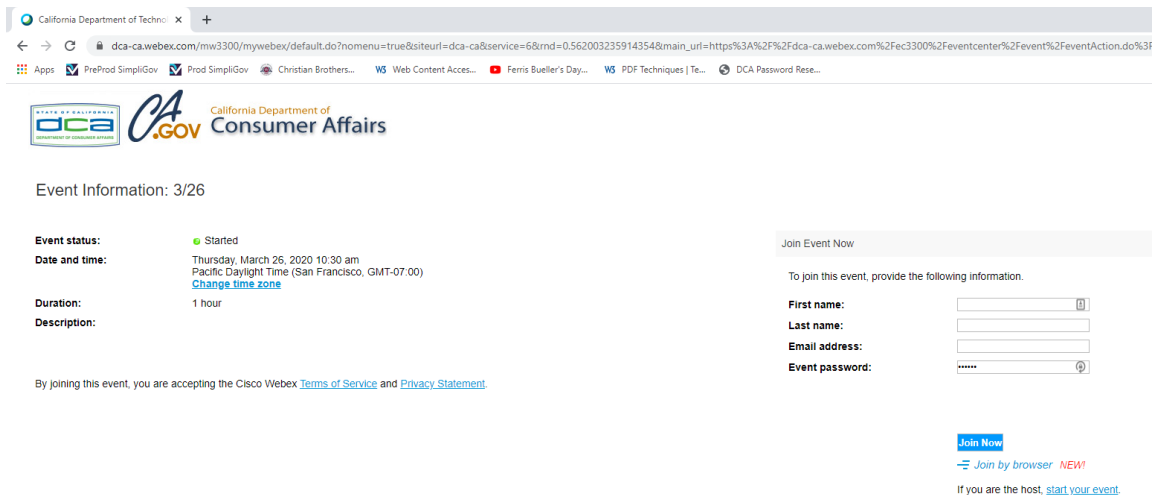 California Department of Technol
dca-ca.webex.com/mw3300/mywebex/default.do?nomenu=true&siteurl=dca-ca&service=6&rnd=0.562003235914354&main_url=https%3A%2F%2Fdca-ca.webex.com%2Fec3300%2Feventcenter%2Fevent%2FeventAction.do%3F
Apps PreProd SimpliGov Prod SimpliGov Christian Brothers... Web Content Acces... Ferris Bueller's Day... PDF Techniques | Te... DCA Password Rese...
STATE OF CALIFORNIA
dca
DEPARTMENT OF CONSUMER AFFAIRS
CA.GOV
California Department of
Consumer Affairs
Event Information: 3/26
Event status: Started
Date and time: Thursday, March 26, 2020 10:30 am
Pacific Daylight Time (San Francisco, GMT-07:00)
Change time zone
Duration: 1 hour
Description:
By joining this event, you are accepting the Cisco Webex Terms of Service and Privacy Statement.
Join Event Now
To join this event, provide the following information.
First name:
Last name:
Email address:
Event password: ••••••
Join Now
Join by browser NEW!
If you are the host, start your event.